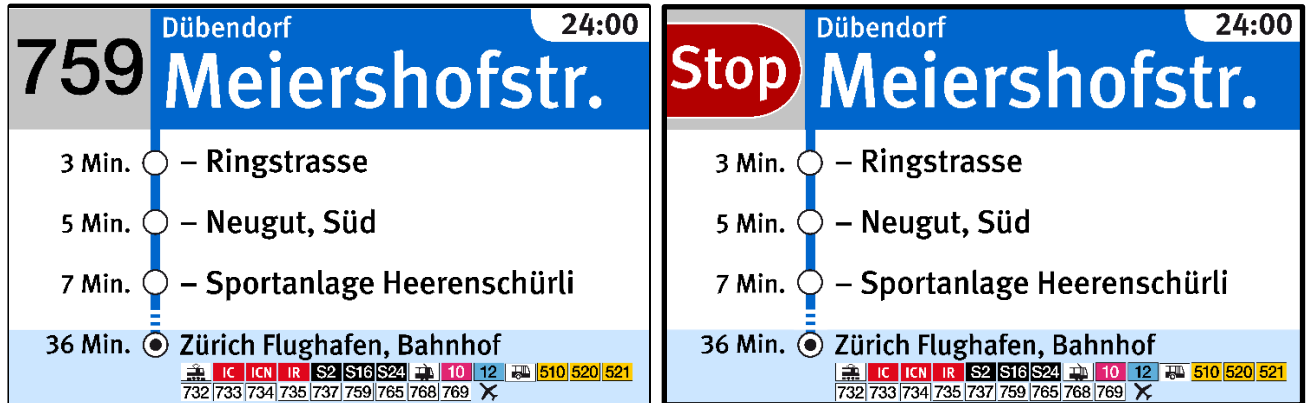 759
Dübendorf 24:00
Meiershofstr.
3 Min. – Ringstrasse
5 Min. – Neugut, Süd
7 Min. – Sportanlage Heerenschürli
36 Min. Zürich Flughafen, Bahnhof
IC ICN IR S2 S16 S24 10 12 510 520 521
732 733 734 735 737 759 765 768 769
Stop
Dübendorf 24:00
Meiershofstr.
3 Min. – Ringstrasse
5 Min. – Neugut, Süd
7 Min. – Sportanlage Heerenschürli
36 Min. Zürich Flughafen, Bahnhof
IC ICN IR S2 S16 S24 10 12 510 520 521
732 733 734 735 737 759 765 768 769